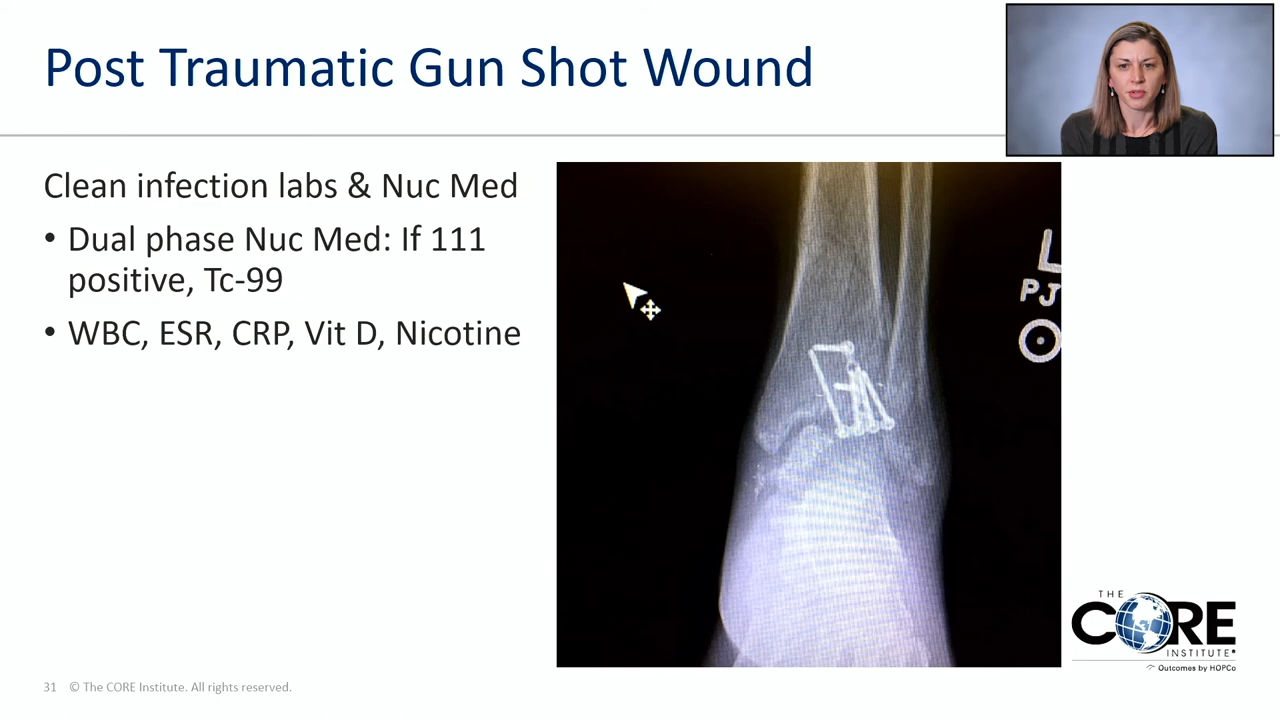 Post Traumatic Gun Shot Wound
Clean infection labs & Nuc Med
• Dual phase Nuc Med: If 111
positive, Tc-99
• WBC, ESR, CRP, Vit D, Nicotine
L
PJ
THE
CORE
INSTITUTE
Outcomes by HOPCo
31 © The CORE Institute. All rights reserved.